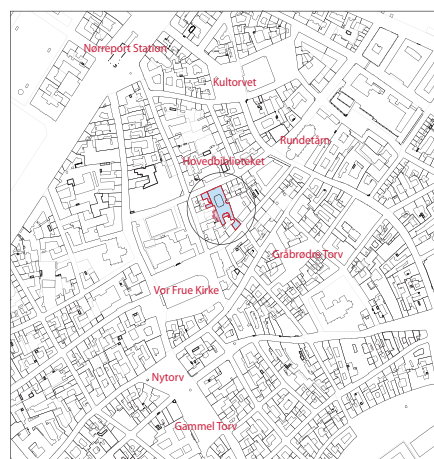 Nørreport Station
Kultorvet
Rundetårn
Hovedbiblioteket
Gråbrødre Torv
Vor Frue Kirke
Nytorv
Gammel Torv